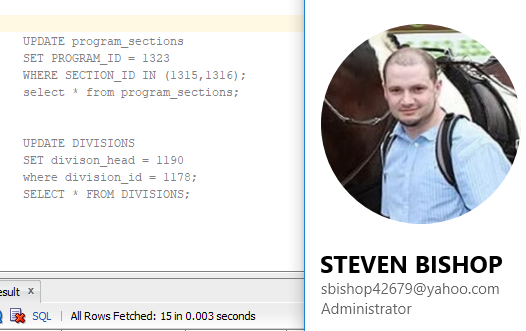 UPDATE program_sections
SET PROGRAM_ID = 1323
WHERE SECTION_ID IN (1315,1316);
select * from program_sections;
UPDATE DIVISIONS
SET divison_head = 1190
where division_id = 1178;
SELECT * FROM DIVISIONS;
esult x
SQL | All Rows Fetched: 15 in 0.003 seconds
STEVEN BISHOP
sbishop42679@yahoo.com
Administrator